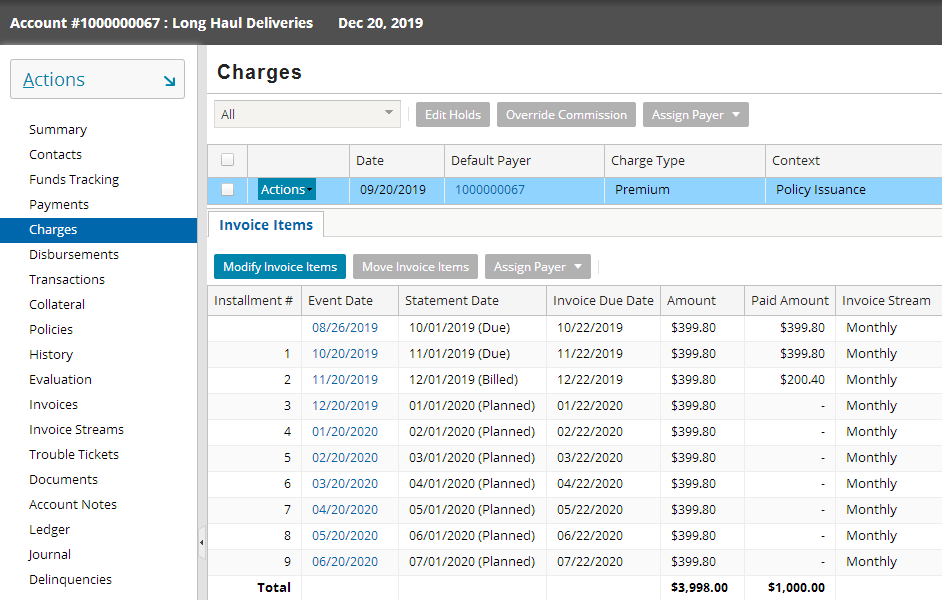 Account #1000000067 : Long Haul Deliveries Dec 20, 2019
Actions
Summary
Contacts
Funds Tracking
Payments
Charges
Disbursements
Transactions
Collateral
Policies
History
Evaluation
Invoices
Invoice Streams
Trouble Tickets
Documents
Account Notes
Ledger
Journal
Delinquencies
Charges
All Edit Holds Override Commission Assign Payer
Date Default Payer Charge Type Context
Actions 09/20/2019 1000000067 Premium Policy Issuance
Invoice Items
Modify Invoice Items Move Invoice Items Assign Payer
Installment # Event Date Statement Date Invoice Due Date Amount Paid Amount Invoice Stream
08/26/2019 10/01/2019 (Due) 10/22/2019 $399.80 $399.80 Monthly
1 10/20/2019 11/01/2019 (Due) 11/22/2019 $399.80 $399.80 Monthly
2 11/20/2019 12/01/2019 (Billed) 12/22/2019 $399.80 $200.40 Monthly
3 12/20/2019 01/01/2020 (Planned) 01/22/2020 $399.80 - Monthly
4 01/20/2020 02/01/2020 (Planned) 02/22/2020 $399.80 - Monthly
5 02/20/2020 03/01/2020 (Planned) 03/22/2020 $399.80 - Monthly
6 03/20/2020 04/01/2020 (Planned) 04/22/2020 $399.80 - Monthly
7 04/20/2020 05/01/2020 (Planned) 05/22/2020 $399.80 - Monthly
8 05/20/2020 06/01/2020 (Planned) 06/22/2020 $399.80 - Monthly
9 06/20/2020 07/01/2020 (Planned) 07/22/2020 $399.80 - Monthly
Total $3,998.00 $1,000.00